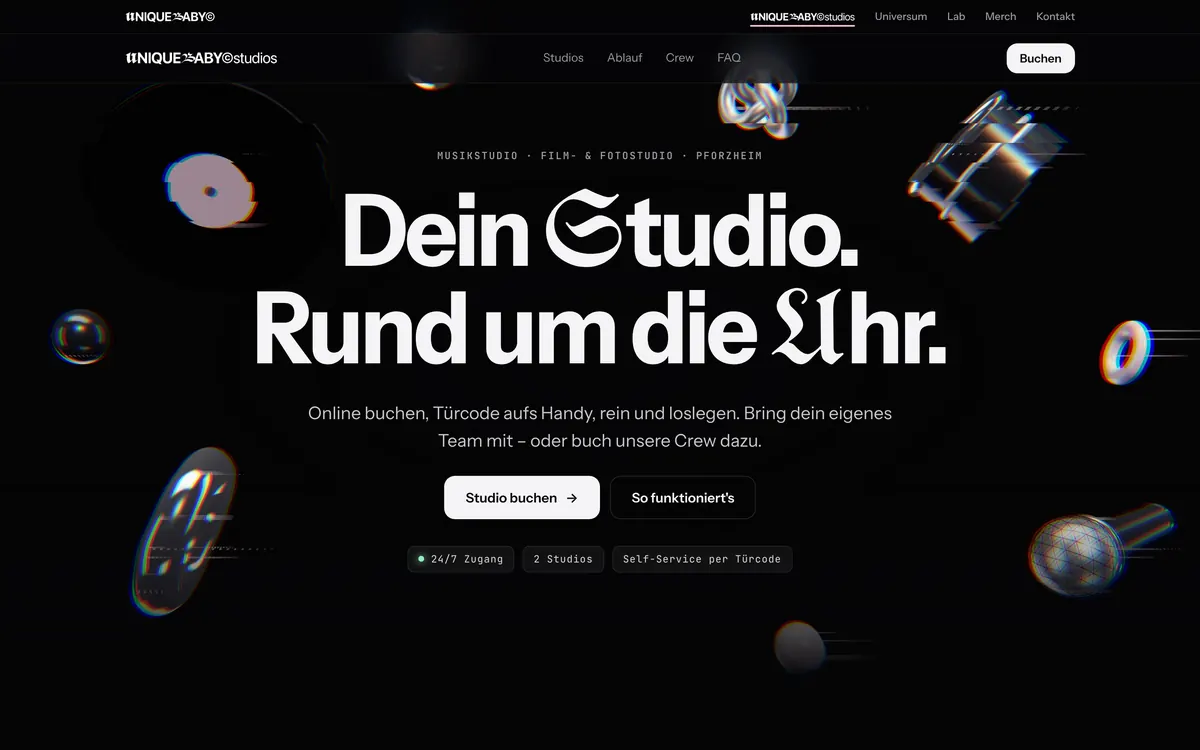 UNIQUE BABY©
UNIQUE BABY©studios
Universum
Lab
Merch
Kontakt
UNIQUE BABY©studios
Studios
Ablauf
Crew
FAQ
Buchen
MUSIKSTUDIO · FILM- & FOTOSTUDIO · PFORZHEIM
Dein Studio.
Rund um die Uhr.
Online buchen, Türcode aufs Handy, rein und loslegen. Bring dein eigenes
Team mit – oder buch unsere Crew dazu.
Studio buchen →
So funktioniert's
24/7 Zugang
2 Studios
Self-Service per Türcode